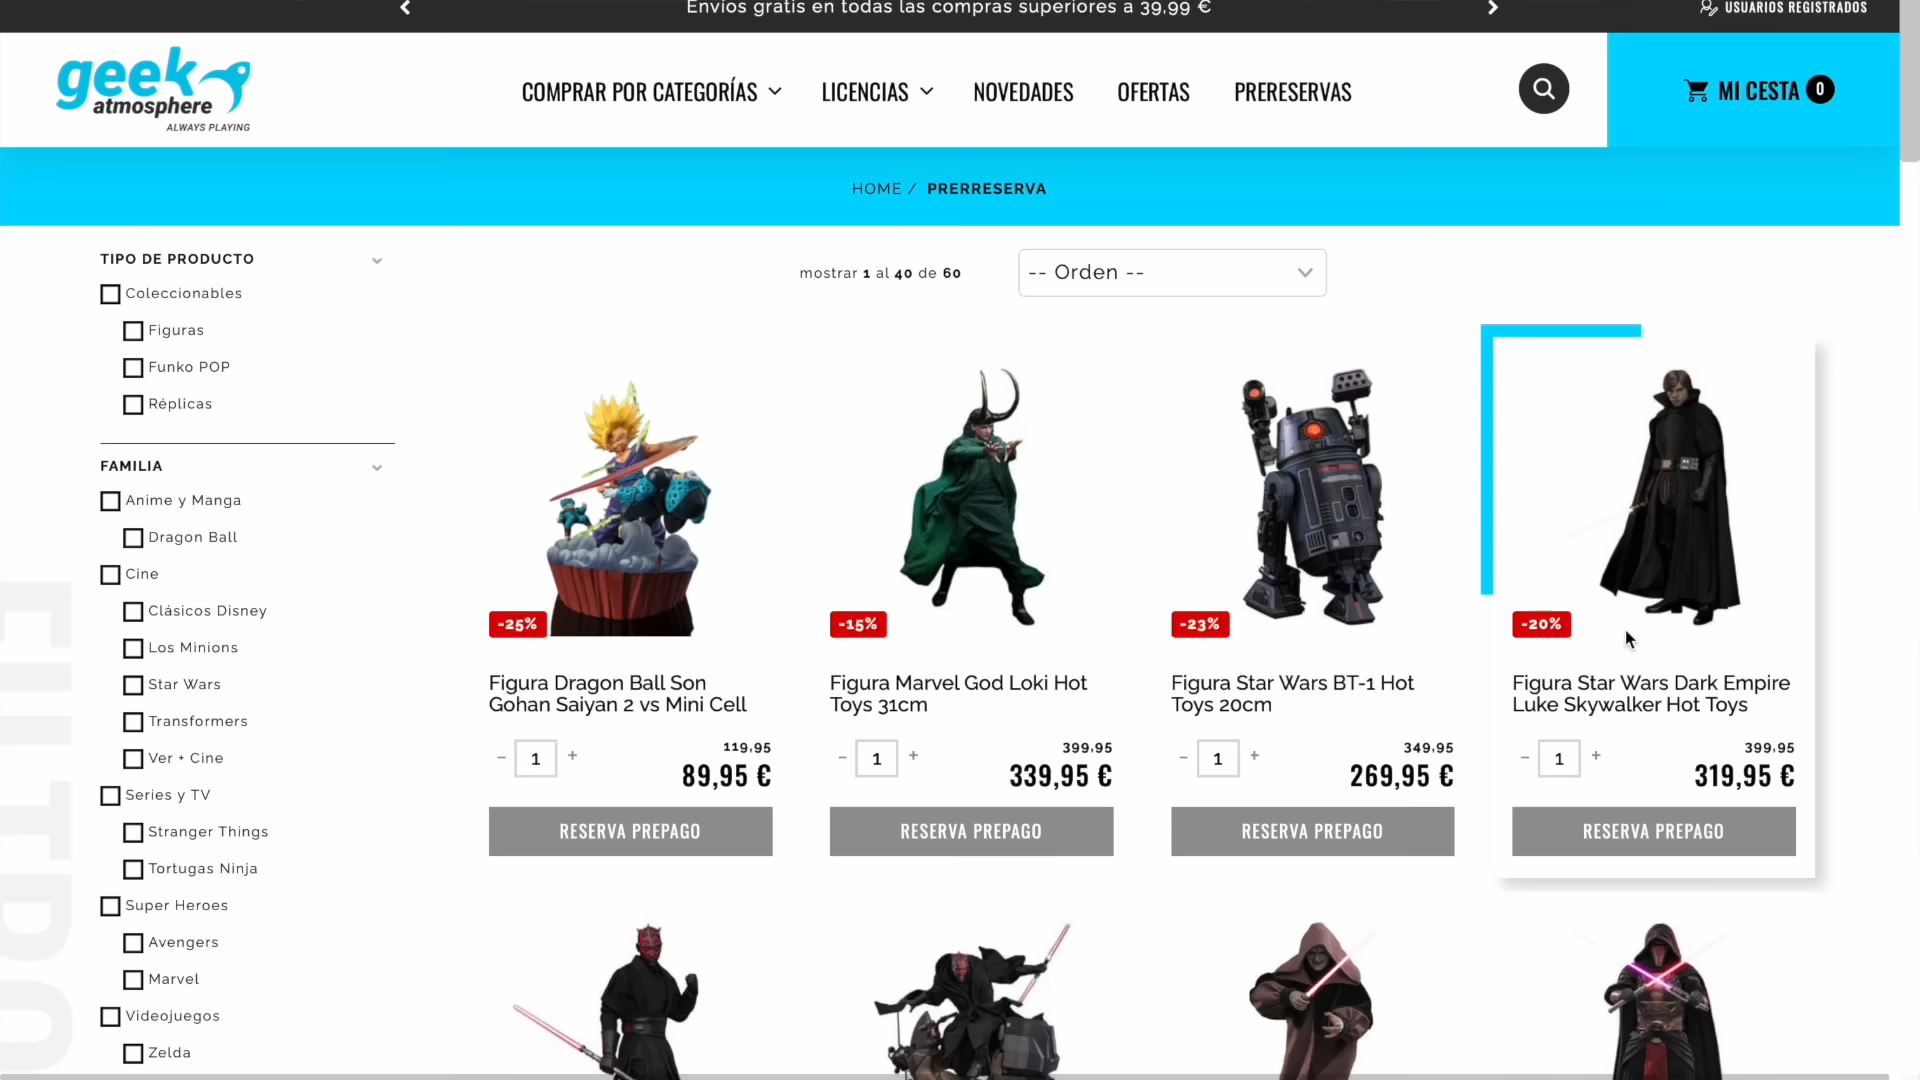 Envíos gratis en todas las compras superiores a 39,99 €
USUARIOS REGISTRADOS
geek
atmosphere
ALWAYS PLAYING
COMPRAR POR CATEGORÍAS
LICENCIAS
NOVEDADES
OFERTAS
PRERESERVAS
MI CESTA 0
HOME / PRERRESERVA
TIPO DE PRODUCTO
Coleccionables
Figuras
Funko POP
Réplicas
FAMILIA
Anime y Manga
Dragon Ball
Cine
Clásicos Disney
Los Minions
Star Wars
Transformers
Ver + Cine
Series y TV
Stranger Things
Tortugas Ninja
Super Heroes
Avengers
Marvel
Videojuegos
Zelda
FILTRO
mostrar 1 al 40 de 60
-- Orden --
-25%
Figura Dragon Ball Son
Gohan Saiyan 2 vs Mini Cell
- 1 +
119,95
89,95 €
RESERVA PREPAGO
-15%
Figura Marvel God Loki Hot
Toys 31cm
- 1 +
399,95
339,95 €
RESERVA PREPAGO
-23%
Figura Star Wars BT-1 Hot
Toys 20cm
- 1 +
349,95
269,95 €
RESERVA PREPAGO
-20%
Figura Star Wars Dark Empire
Luke Skywalker Hot Toys
- 1 +
399,95
319,95 €
RESERVA PREPAGO